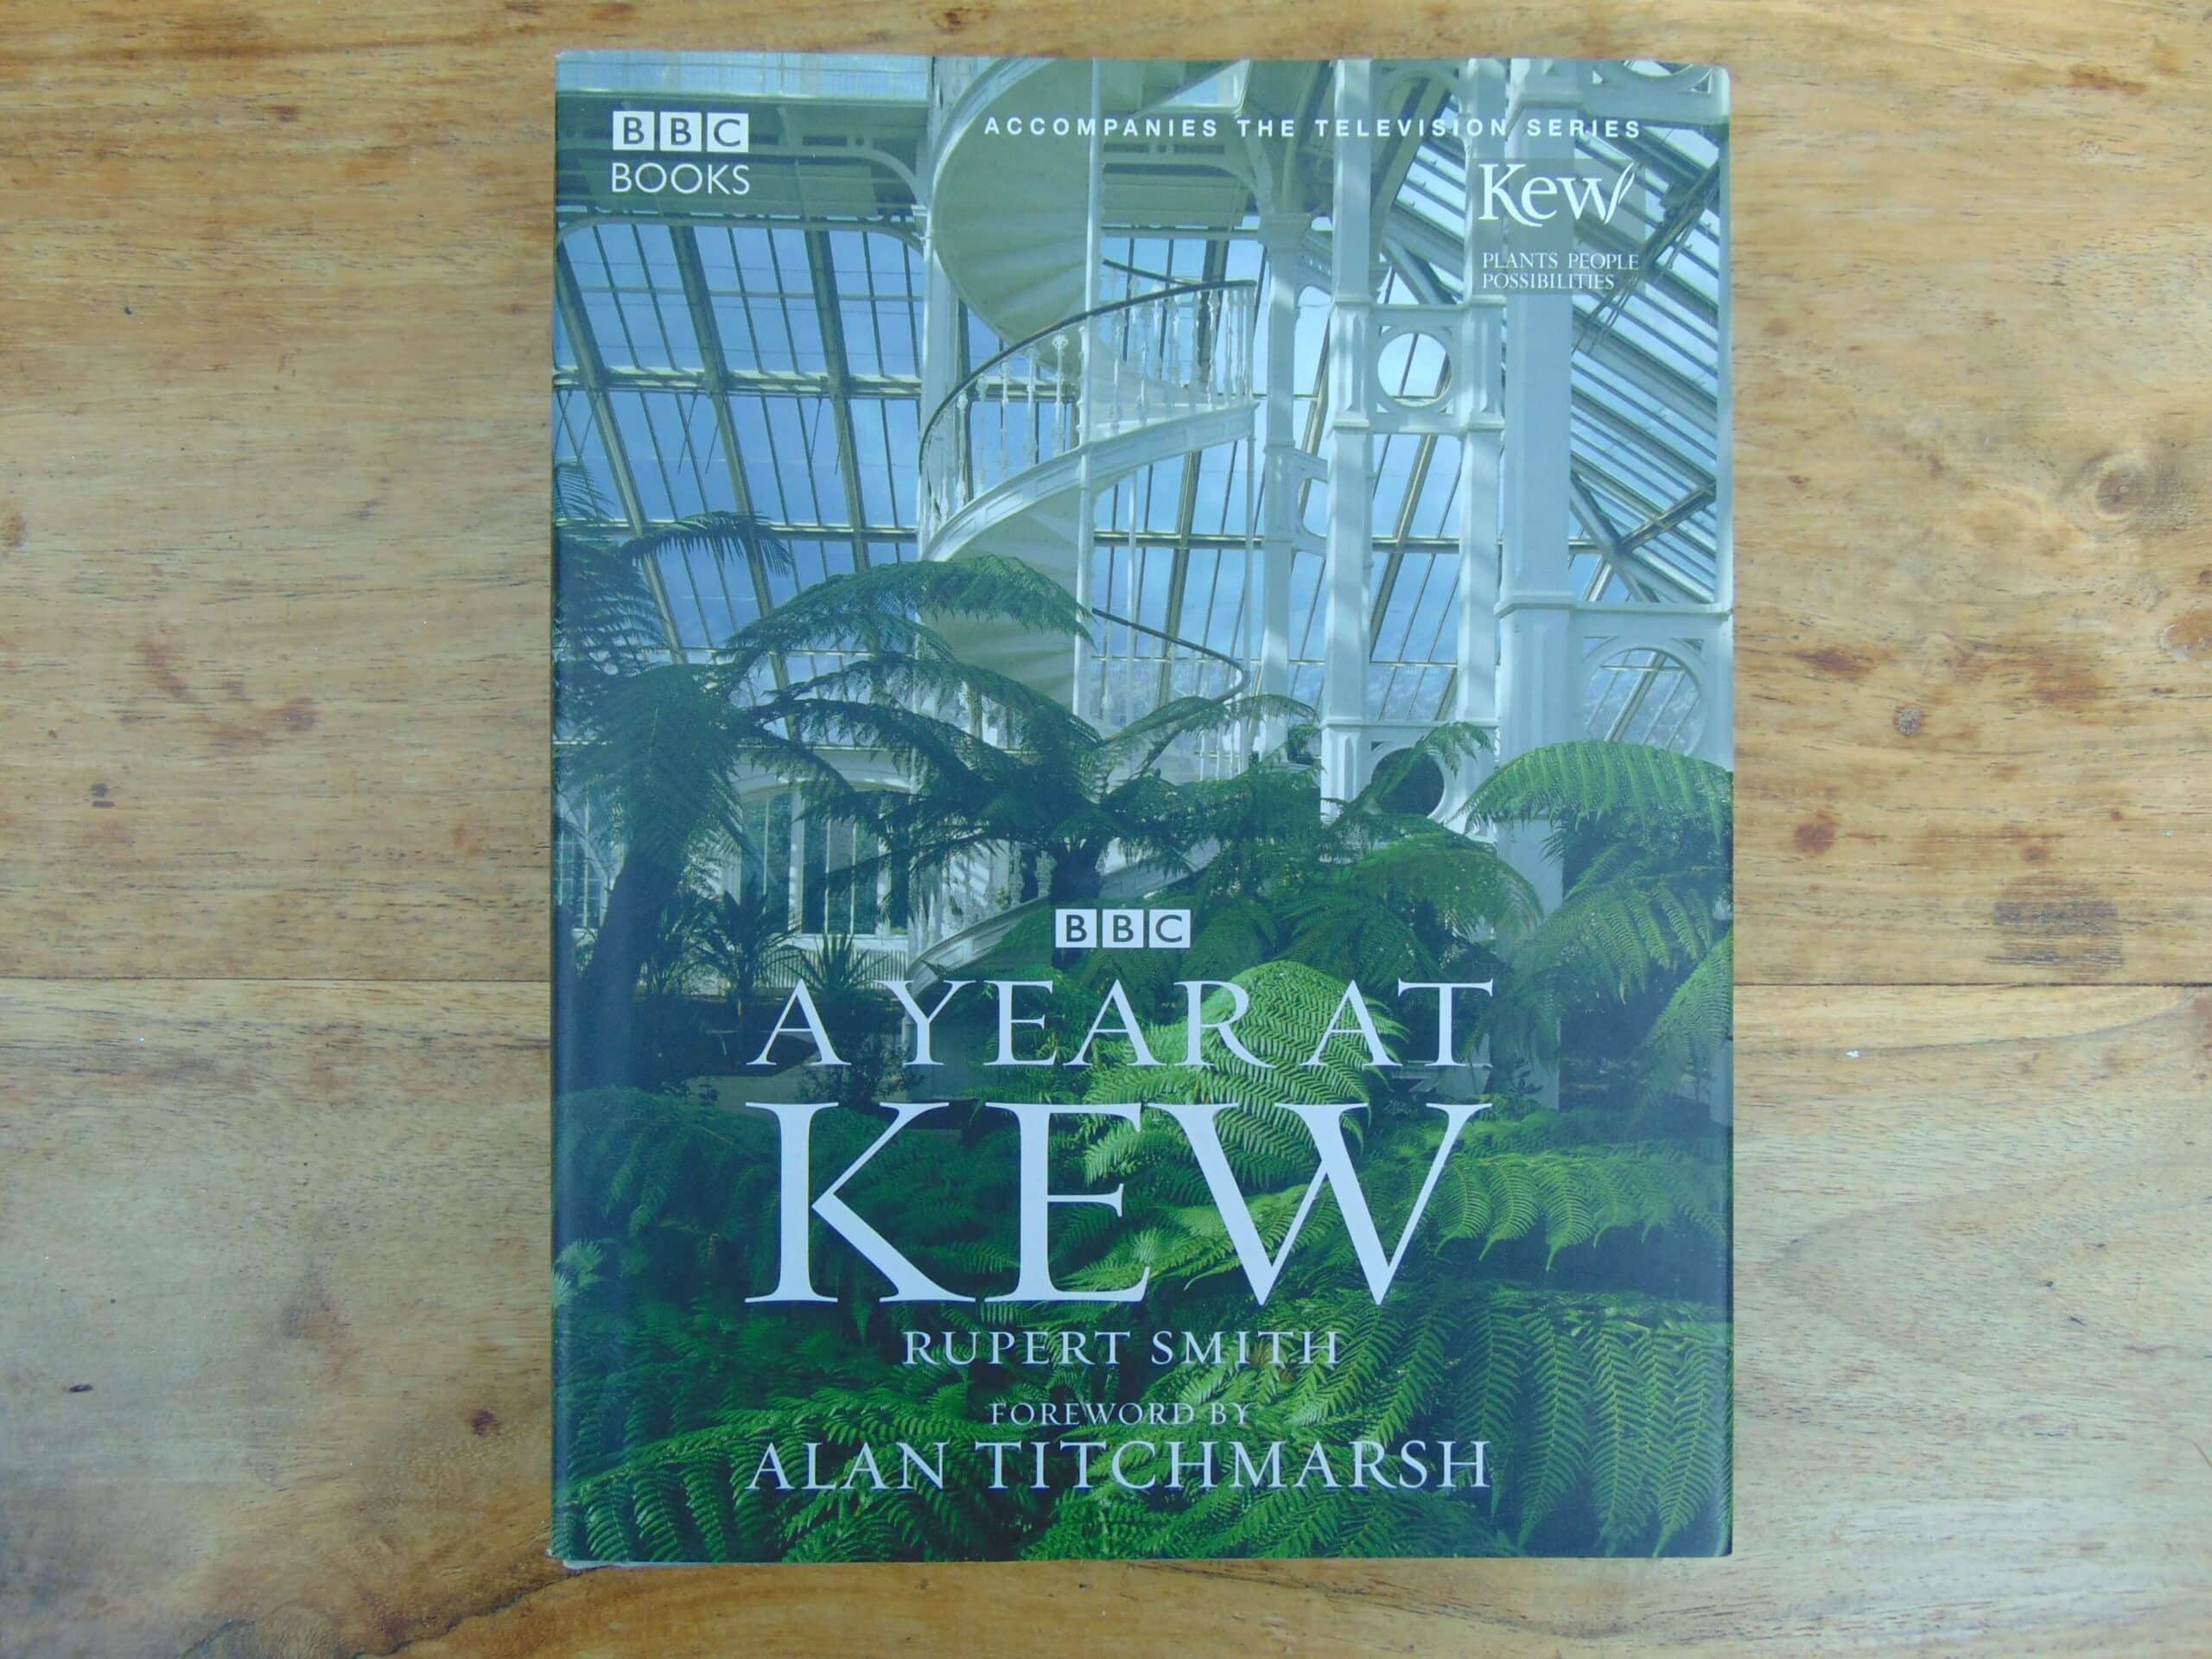 BBC
BOOKS
ACCOMPANIES THE TELEVISION SERIES
Kew
PLANTS PEOPLE
POSSIBILITIES
BBC
A YEAR AT
KEW
RUPERT SMITH
FOREWORD BY
ALAN TITCHMARSH